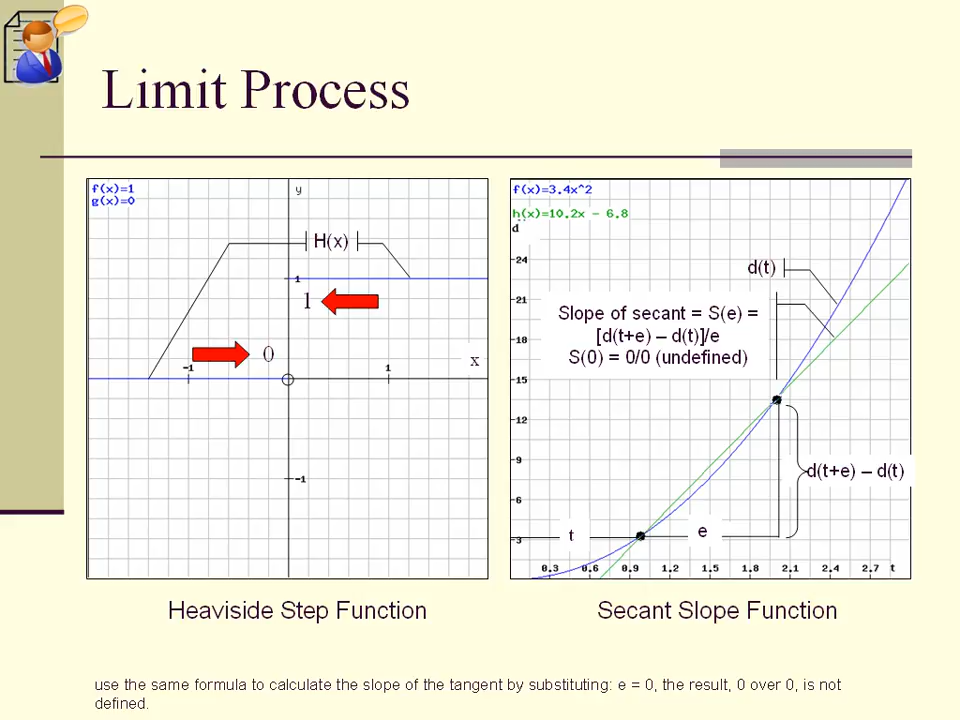 Limit Process
f(x)=1
g(x)=0
y
H(x)
1
1
0
x
-1
1
-1
Heaviside Step Function
f(x)=3.4x^2
h(x)=10.2x - 6.8
d
24
21
18
15
12
9
6
3
d(t)
Slope of secant = S(e) =
[d(t+e) – d(t)]/e
S(0) = 0/0 (undefined)
d(t+e) – d(t)
t
e
0.3 0.6 0.9 1.2 1.5 1.8 2.1 2.4 2.7 t
Secant Slope Function
use the same formula to calculate the slope of the tangent by substituting: e = 0, the result, 0 over 0, is not
defined.